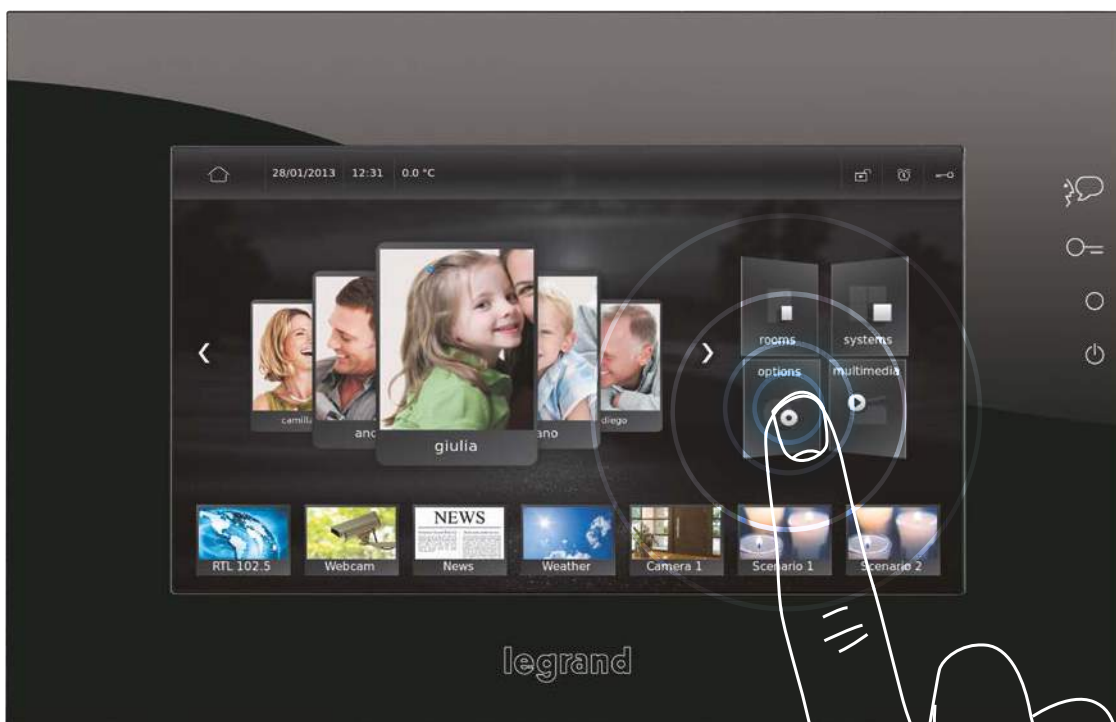 28/01/2013 12:31 0.0 °C
rooms systems
options multimedia
camilla
diego
giulia
NEWS
RTL 102.5 Webcam News Weather Camera 1 Scenario 1 Scenario 2
legrand